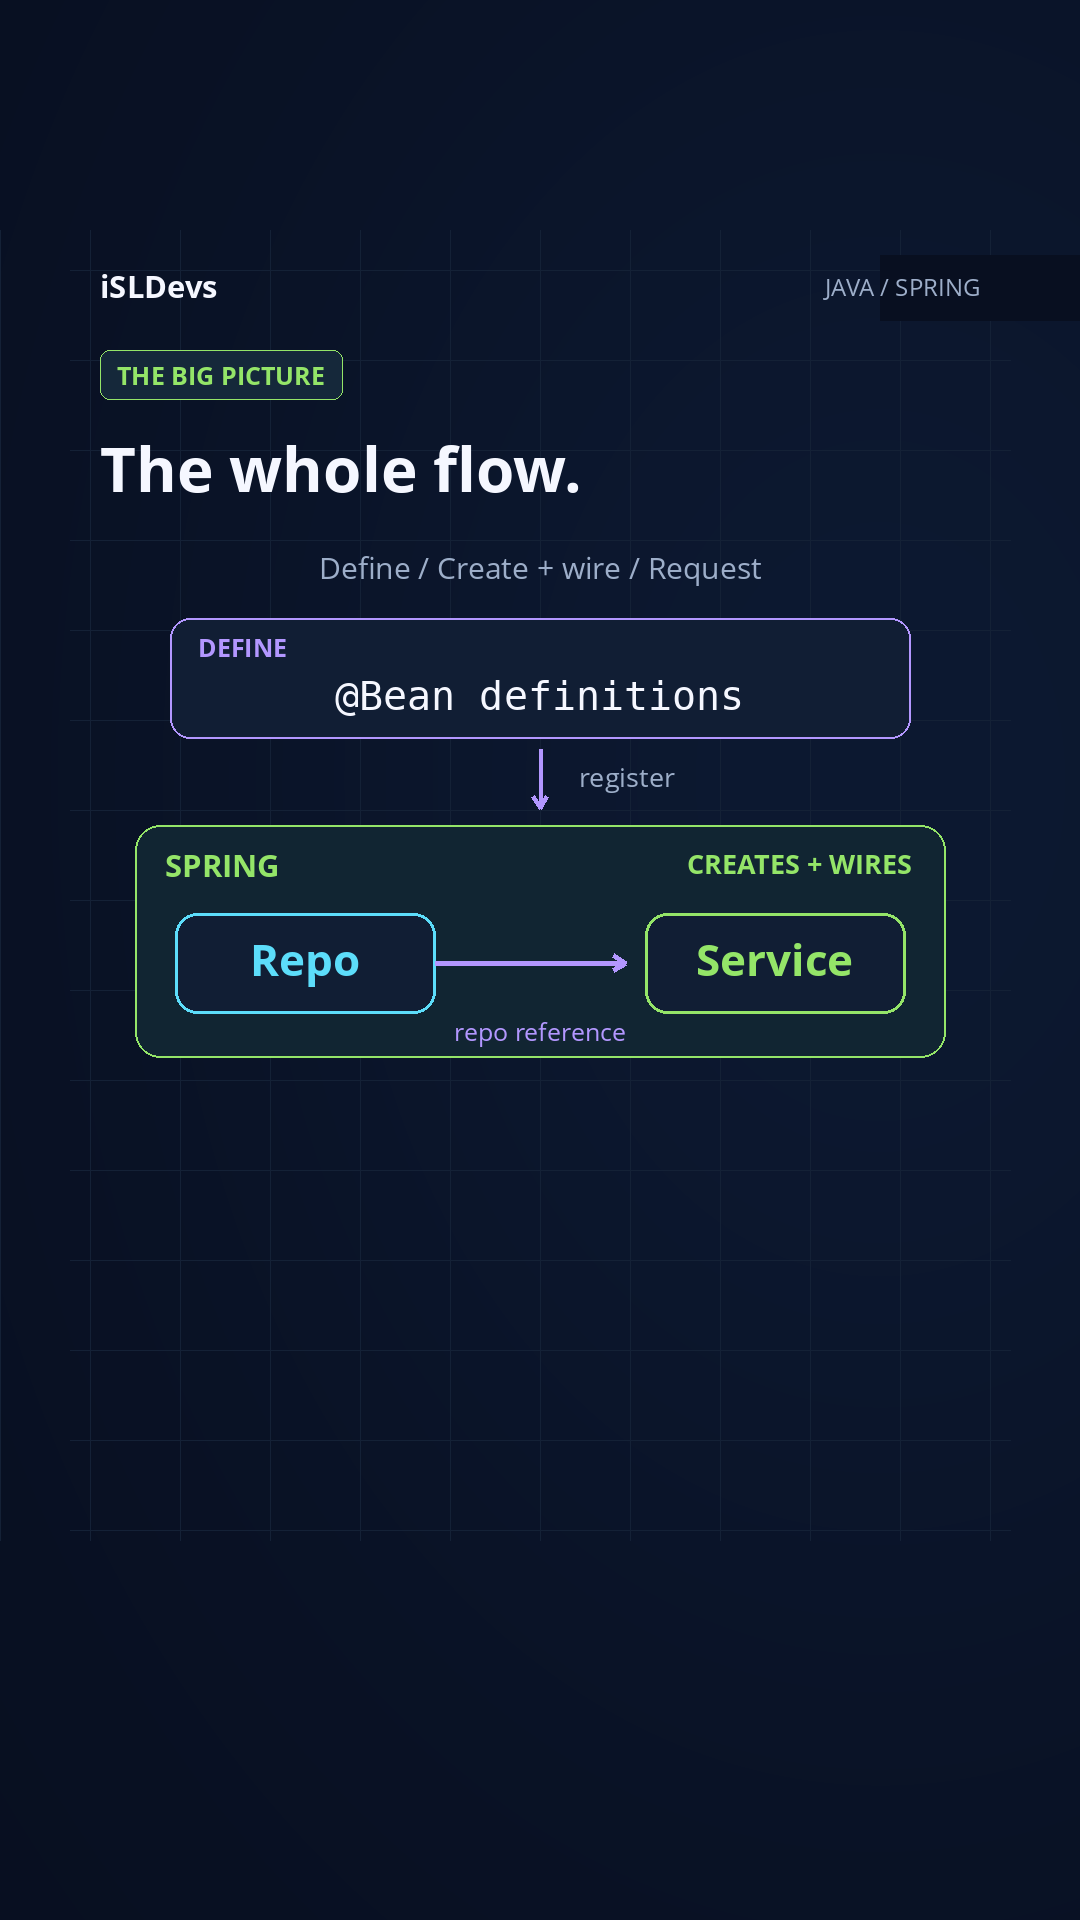 iSLDevs
JAVA / SPRING
THE BIG PICTURE
The whole flow.
Define / Create + wire / Request
DEFINE
@Bean definitions
register
SPRING
CREATES + WIRES
Repo
Service
repo reference